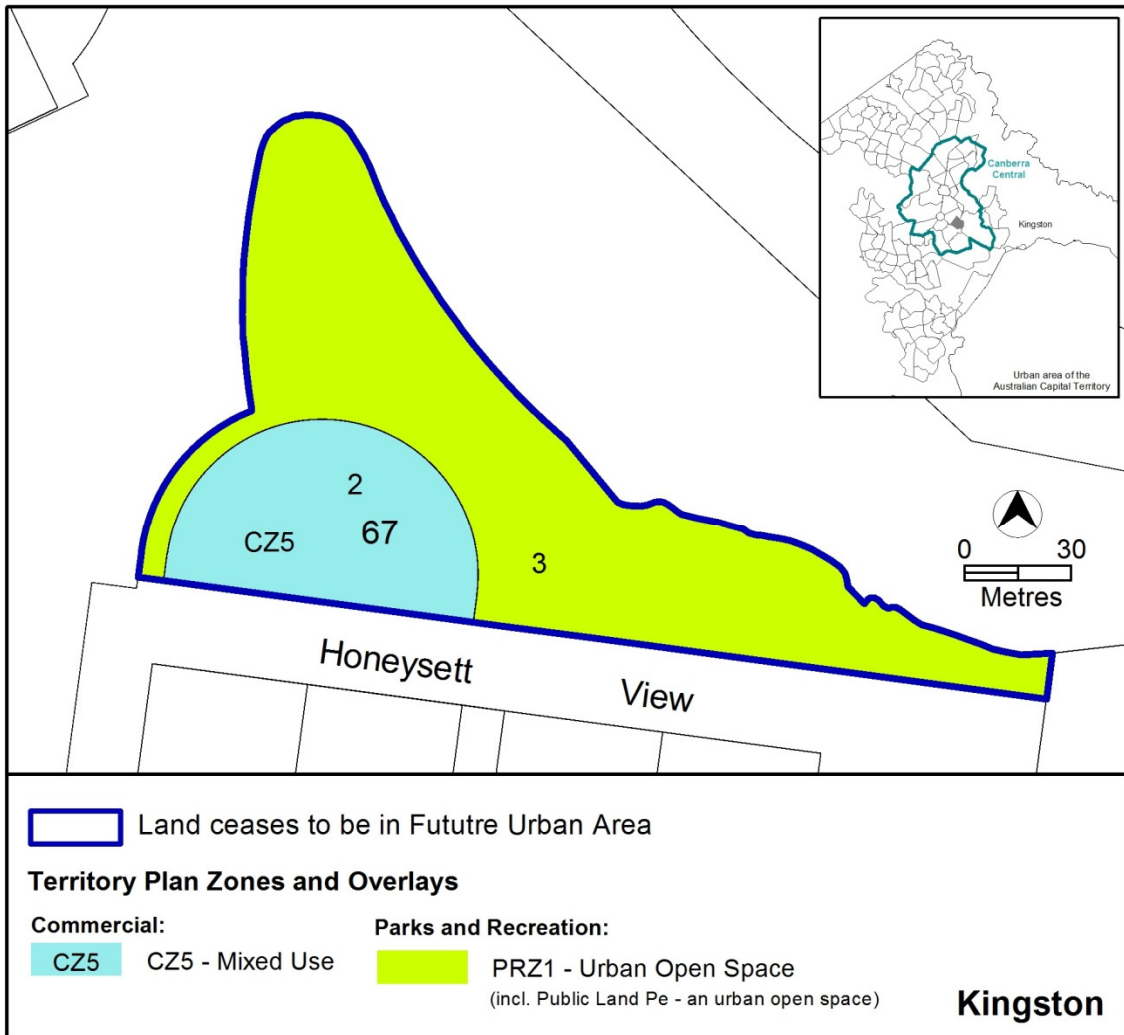 Canberra
Central
Kingston
Urban area of the
Australian Capital Territory
2
CZ5
67
3
0 30
Metres
Honeysett View
Land ceases to be in Fututre Urban Area
Territory Plan Zones and Overlays
Commercial:
CZ5 CZ5 - Mixed Use
Parks and Recreation:
PRZ1 - Urban Open Space
(incl. Public Land Pe - an urban open space)
Kingston